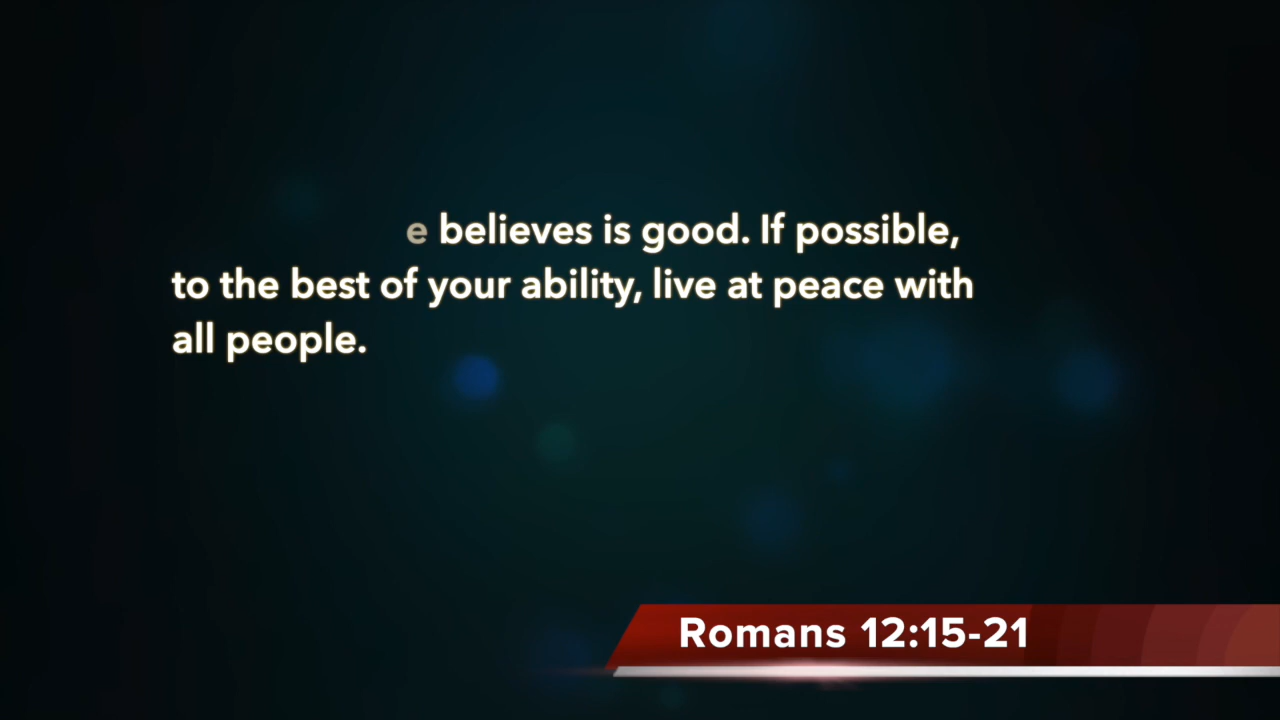 e believes is good. If possible,
to the best of your ability, live at peace with
all people.
Romans 12:15-21